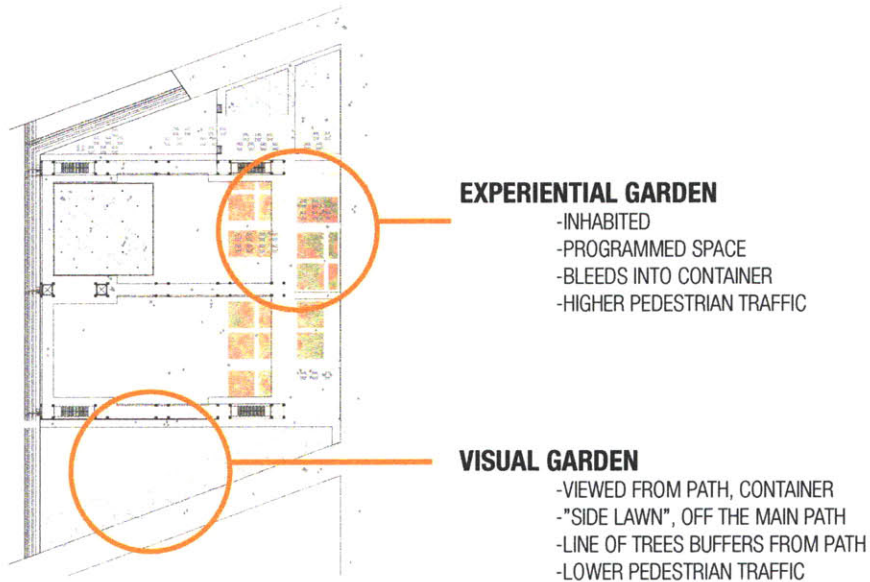 EXPERIENTIAL GARDEN
-INHABITED
-PROGRAMMED SPACE
-BLEEDS INTO CONTAINER
-HIGHER PEDESTRIAN TRAFFIC
VISUAL GARDEN
-VIEWED FROM PATH, CONTAINER
-"SIDE LAWN", OFF THE MAIN PATH
-LINE OF TREES BUFFERS FROM PATH
-LOWER PEDESTRIAN TRAFFIC